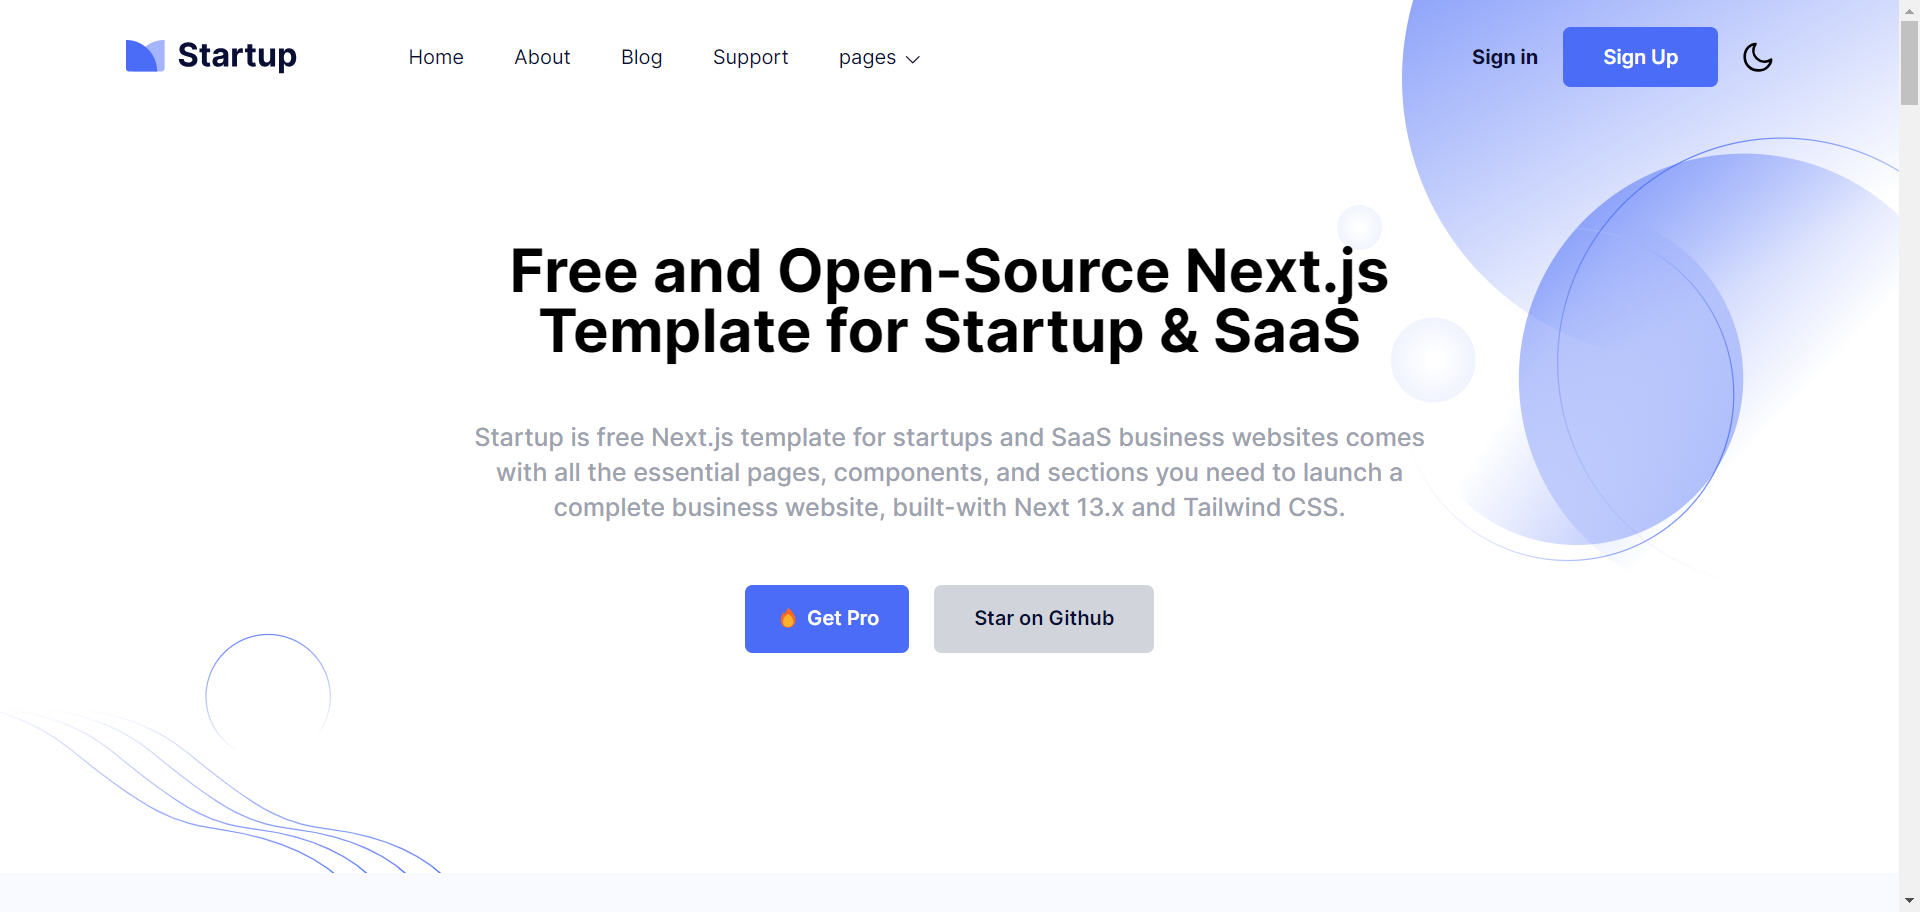 Startup Home About Blog Support pages Sign in Sign Up
Free and Open-Source Next.js
Template for Startup & SaaS
Startup is free Next.js template for startups and SaaS business websites comes
with all the essential pages, components, and sections you need to launch a
complete business website, built-with Next 13.x and Tailwind CSS.
🔥 Get Pro Star on Github